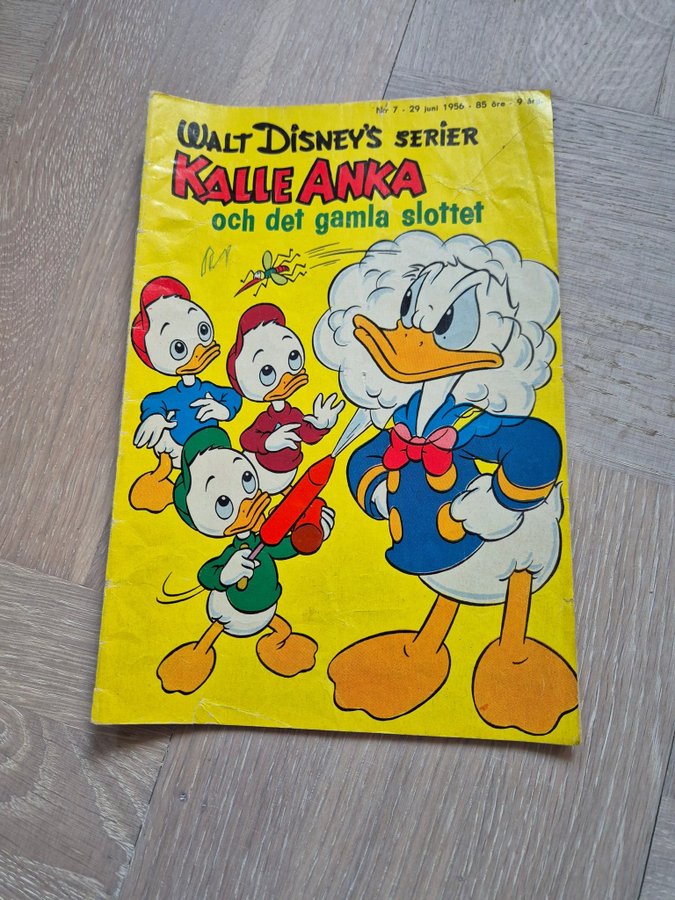 Nr 7 - 29 juni 1956 - 85 öre - 9 årg.
WALT DISNEY'S SERIER
KALLE ANKA
och det gamla slottet